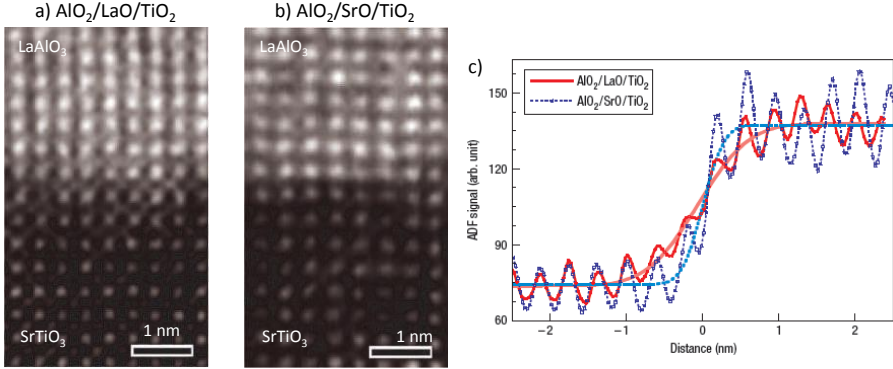 a) AlO₂/LaO/TiO₂
LaAlO₃
SrTiO₃
1 nm
b) AlO₂/SrO/TiO₂
LaAlO₃
SrTiO₃
1 nm
c)
AlO₂/LaO/TiO₂
AlO₂/SrO/TiO₂
ADF signal (arb. unit)
150
120
90
60
−2
−1
0
1
2
Distance (nm)